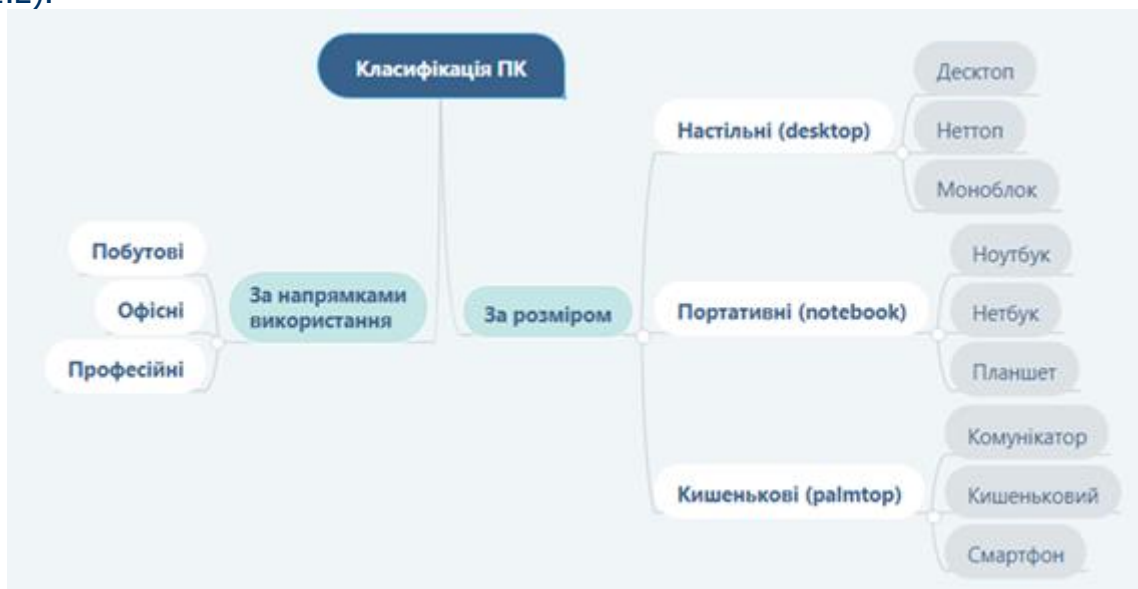 Класифікація ПК
Побутові
Офісні
Професійні
За напрямками
використання
За розміром
Настільні (desktop)
Десктоп
Неттоп
Моноблок
Портативні (notebook)
Ноутбук
Нетбук
Планшет
Кишенькові (palmtop)
Комунікатор
Кишеньковий
Смартфон